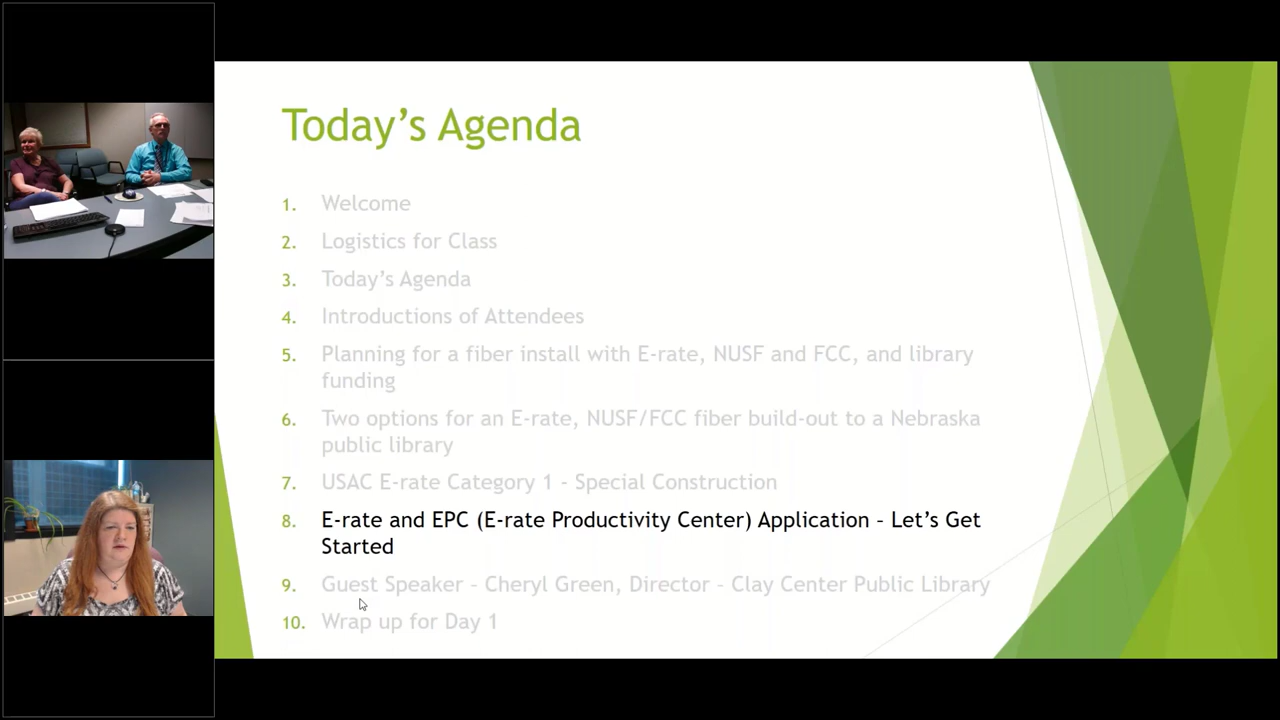 Today's Agenda
1. Welcome
2. Logistics for Class
3. Today's Agenda
4. Introductions of Attendees
5. Planning for a fiber install with E-rate, NUSF and FCC, and library
funding
6. Two options for an E-rate, NUSF/FCC fiber build-out to a Nebraska
public library
7. USAC E-rate Category 1 - Special Construction
8. E-rate and EPC (E-rate Productivity Center) Application – Let's Get
Started
9. Guest Speaker – Cheryl Green, Director – Clay Center Public Library
10. Wrap up for Day 1